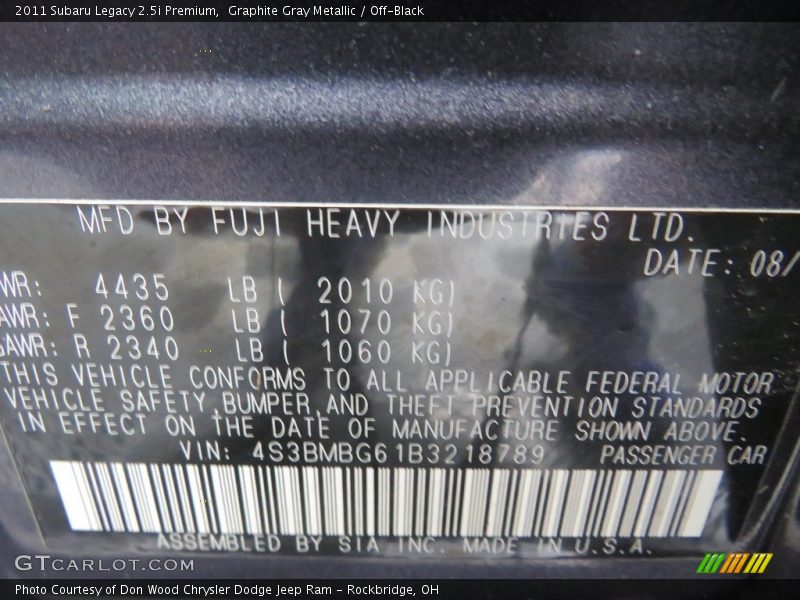 2011 Subaru Legacy 2.5i Premium,  Graphite Gray Metallic / Off-Black
MFD BY FUJI HEAVY INDUSTRIES LTD.
DATE: 08/
WR: 4435 LB ( 2010 KG)
AWR: F 2360 LB ( 1070 KG)
GAWR: R 2340 LB ( 1060 KG)
THIS VEHICLE CONFORMS TO ALL APPLICABLE FEDERAL MOTOR
VEHICLE SAFETY,BUMPER,AND THEFT PREVENTION STANDARDS
IN EFFECT ON THE DATE OF MANUFACTURE SHOWN ABOVE.
VIN: 4S3BMBG61B3218789 PASSENGER CAR
ASSEMBLED BY SIA INC. MADE IN U.S.A.
GTCARLOT.COM
Photo Courtesy of Don Wood Chrysler Dodge Jeep Ram - Rockbridge, OH